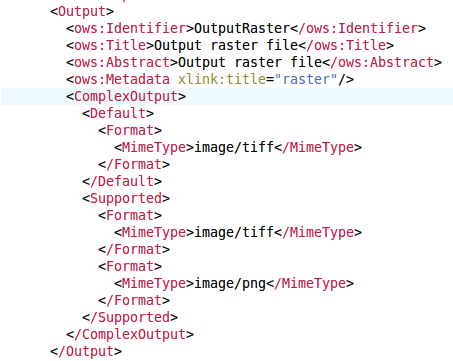 <Output>
<ows:Identifier>OutputRaster</ows:Identifier>
<ows:Title>Output raster file</ows:Title>
<ows:Abstract>Output raster file</ows:Abstract>
<ows:Metadata xlink:title="raster"/>
<ComplexOutput>
<Default>
<Format>
<MimeType>image/tiff</MimeType>
</Format>
</Default>
<Supported>
<Format>
<MimeType>image/tiff</MimeType>
</Format>
<Format>
<MimeType>image/png</MimeType>
</Format>
</Supported>
</ComplexOutput>
</Output>